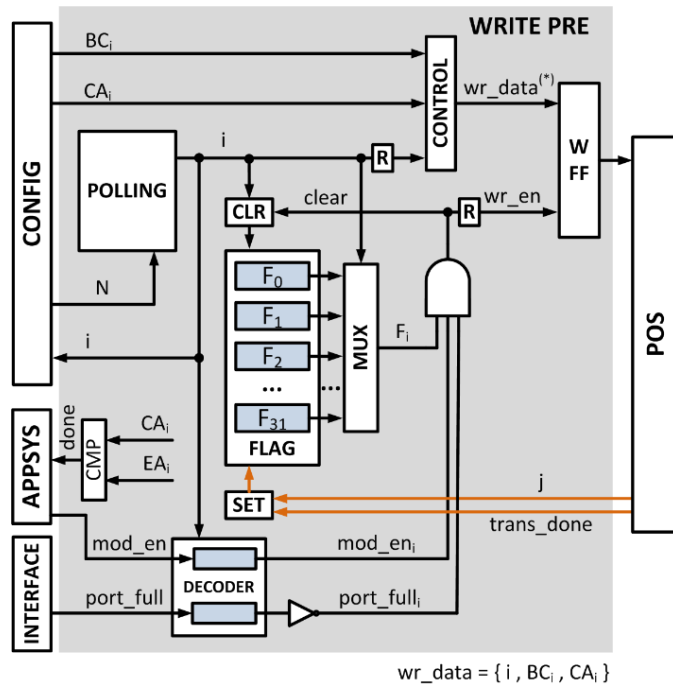 WRITE PRE
BCi
CAi
CONTROL
wr_data(*)
W
FF
i
R
POLLING
CONFIG
CLR
clear
R
wr_en
N
F0
F1
F2
...
...
F31
FLAG
MUX
Fi
i
POS
APPSYS
done
CMP
CAi
EAi
SET
j
trans_done
mod_en
mod_eni
DECODER
INTERFACE
port_full
port_fulli
wr_data = { i , BCi , CAi }